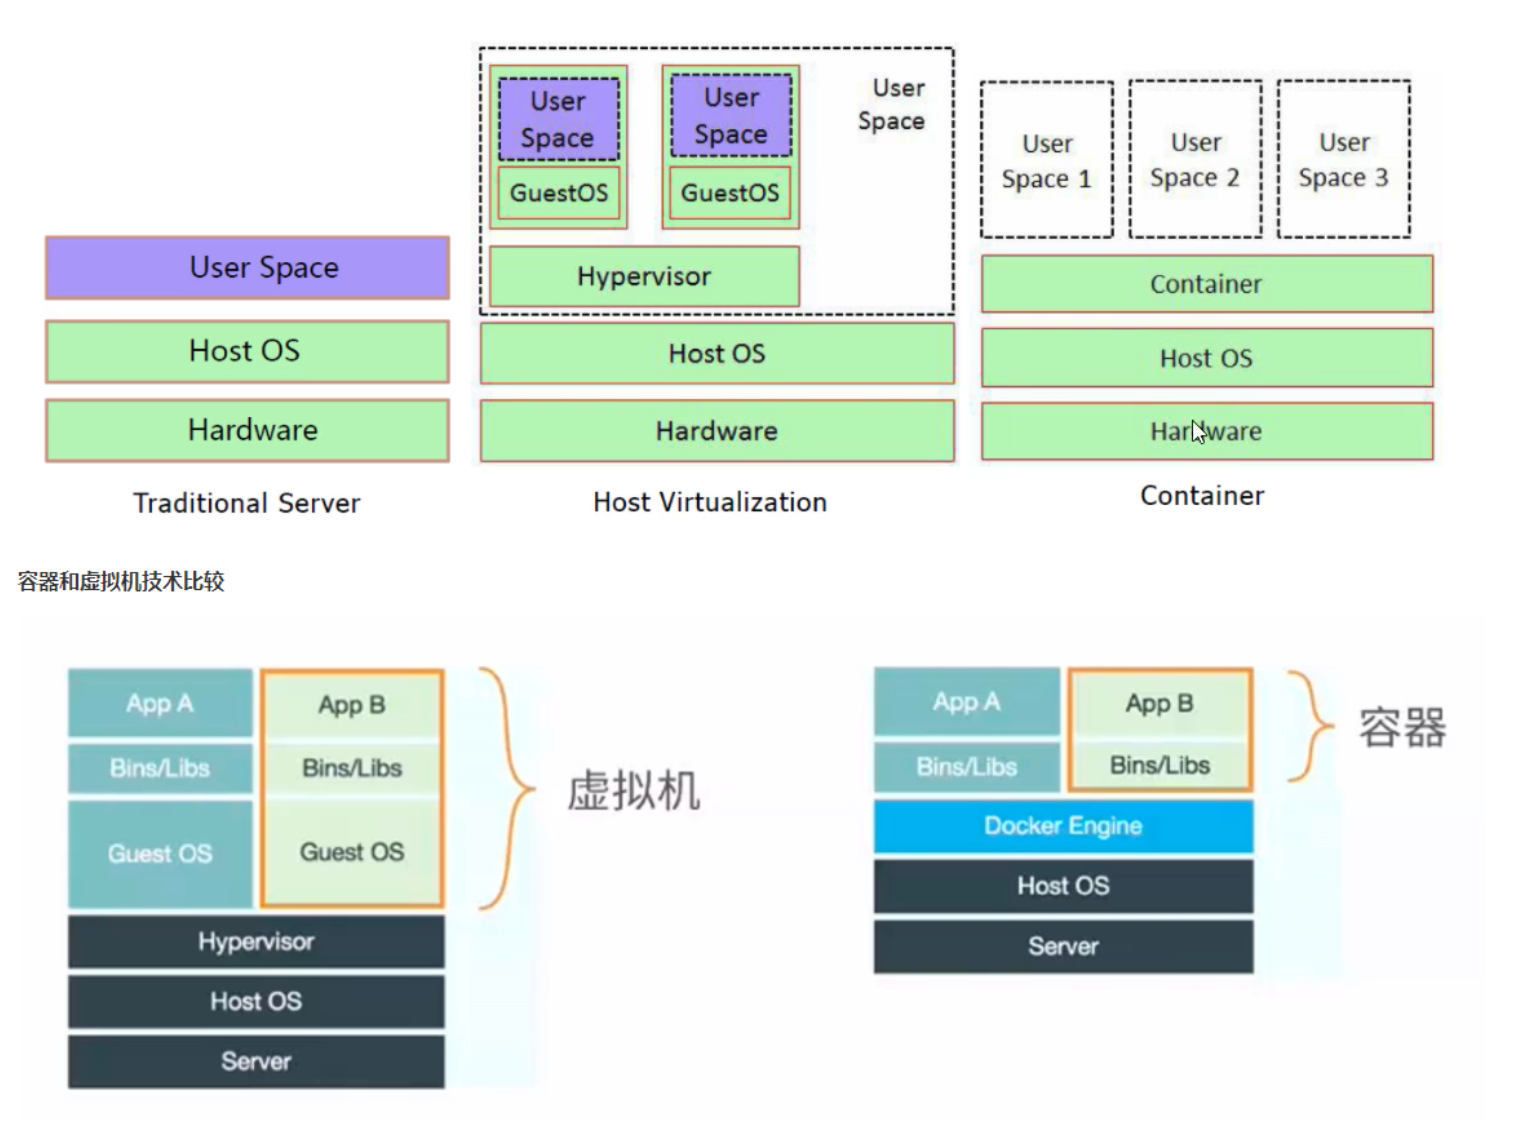 User
Space
GuestOS
User
Space
GuestOS
User
Space
Hypervisor
User
Space 1
User
Space 2
User
Space 3
User Space
Host OS
Hardware
Traditional Server
Host OS
Hardware
Host Virtualization
Container
Host OS
Hardware
Container
容器和虚拟机技术比较
App A
Bins/Libs
Guest OS
App B
Bins/Libs
Guest OS
虚拟机
Hypervisor
Host OS
Server
App A
Bins/Libs
App B
Bins/Libs
容器
Docker Engine
Host OS
Server